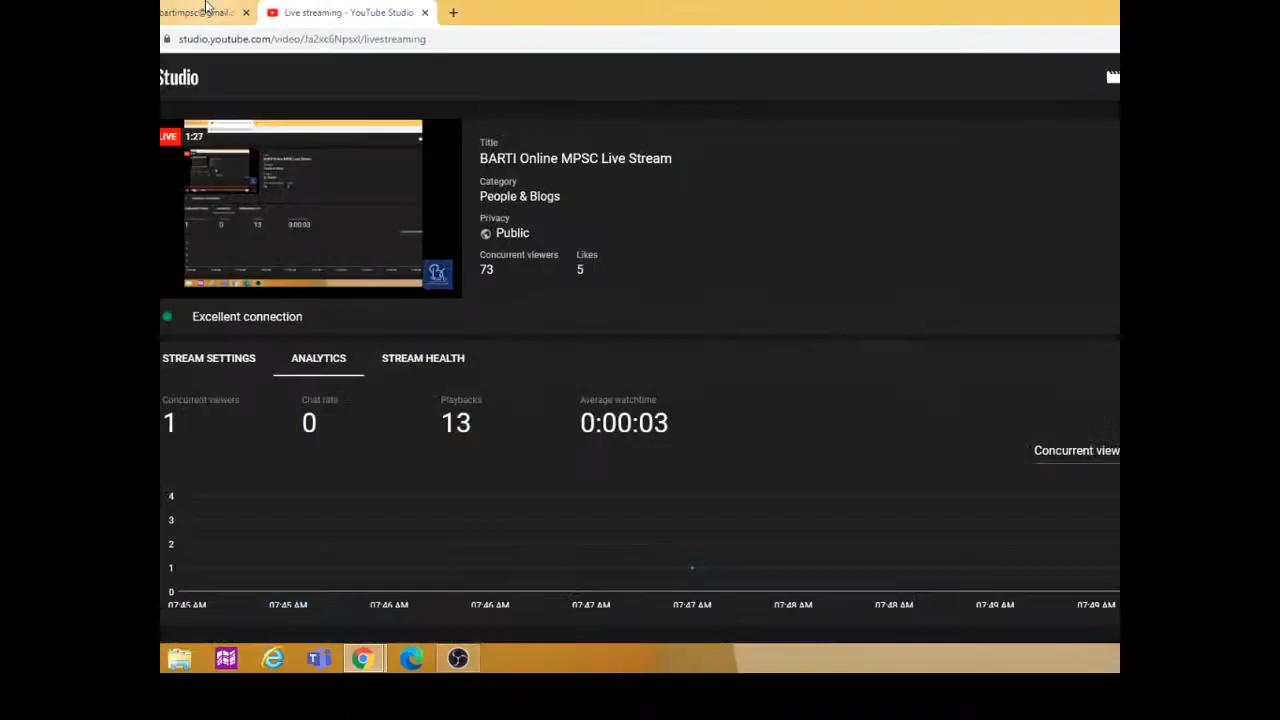 bartimpsc@gmail.c
Live streaming - YouTube Studio
studio.youtube.com/video/Ja2xc6NpsxI/livestreaming
Studio
LIVE 1:27
Title
BARTI Online MPSC Live Stream
Category
People & Blogs
Privacy
Public
Concurrent viewers Likes
73 5
Excellent connection
STREAM SETTINGS ANALYTICS STREAM HEALTH
Concurrent viewers Chat rate Playbacks Average watchtime
1 0 13 0:00:03
Concurrent view
4
3
2
1
0
07:45 AM 07:45 AM 07:46 AM 07:46 AM 07:47 AM 07:47 AM 07:48 AM 07:48 AM 07:49 AM 07:49 AM